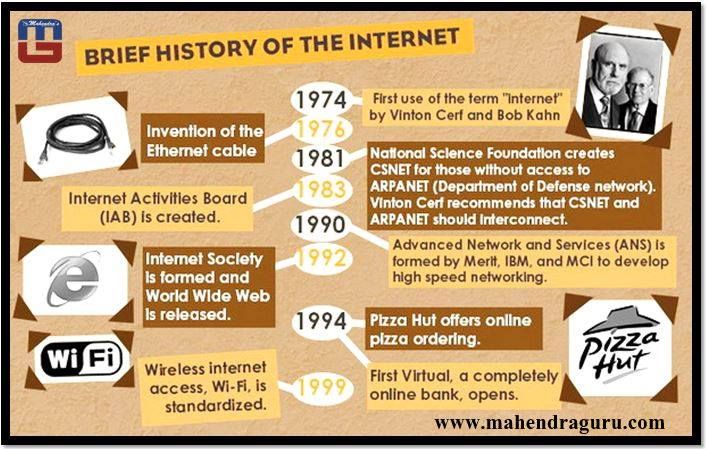 The Mahendra's
BRIEF HISTORY OF THE INTERNET
1974
First use of the term "internet"
by Vinton Cerf and Bob Kahn
1976
Invention of the
Ethernet cable
1981
National Science Foundation creates
CSNET for those without access to
ARPANET (Department of Defense network).
Vinton Cerf recommends that CSNET and
ARPANET should interconnect.
1983
Internet Activities Board
(IAB) is created.
1990
Advanced Network and Services (ANS) is
formed by Merit, IBM, and MCI to develop
high speed networking.
1992
Internet Society
is formed and
World Wide Web
is released.
1994
Pizza Hut offers online
pizza ordering.
First Virtual, a completely
online bank, opens.
Pizza
Hut
Wi Fi
Wireless internet
access, Wi-Fi, is
standardized.
1999
www.mahendraguru.com